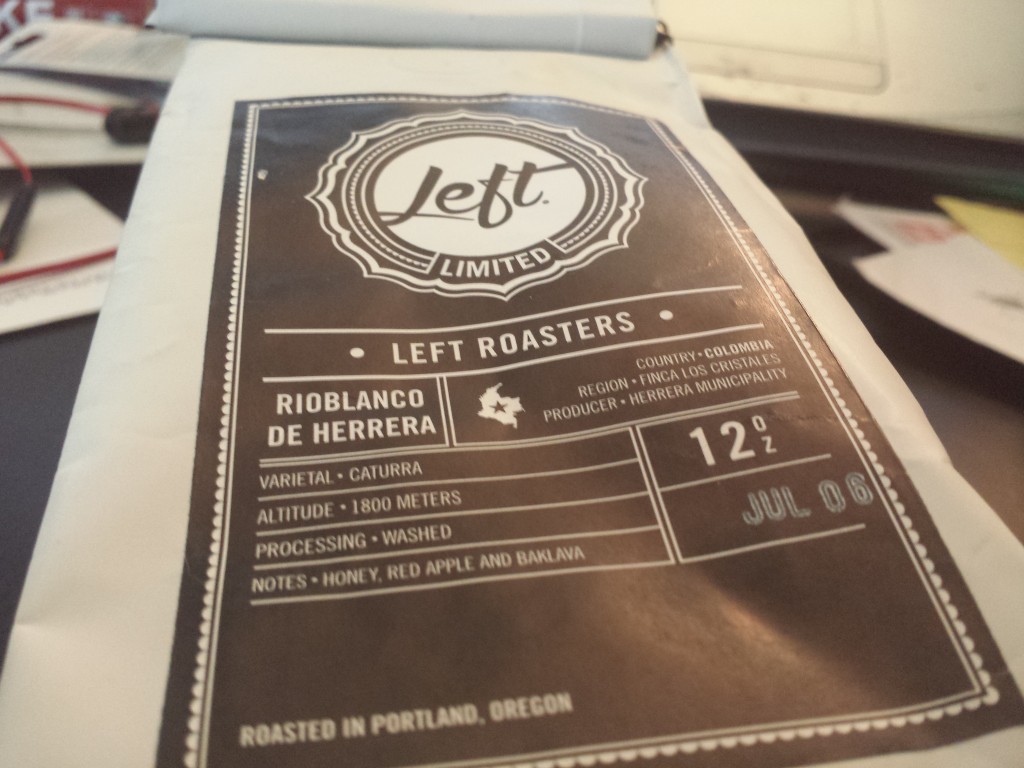 KE
Left.
LIMITED
• LEFT ROASTERS •
RIOBLANCO
DE HERRERA
COUNTRY • COLOMBIA
REGION • FINCA LOS CRISTALES
PRODUCER • HERRERA MUNICIPALITY
VARIETAL • CATURRA
ALTITUDE • 1800 METERS
PROCESSING • WASHED
NOTES • HONEY, RED APPLE AND BAKLAVA
12 OZ
JUL 06
ROASTED IN PORTLAND, OREGON